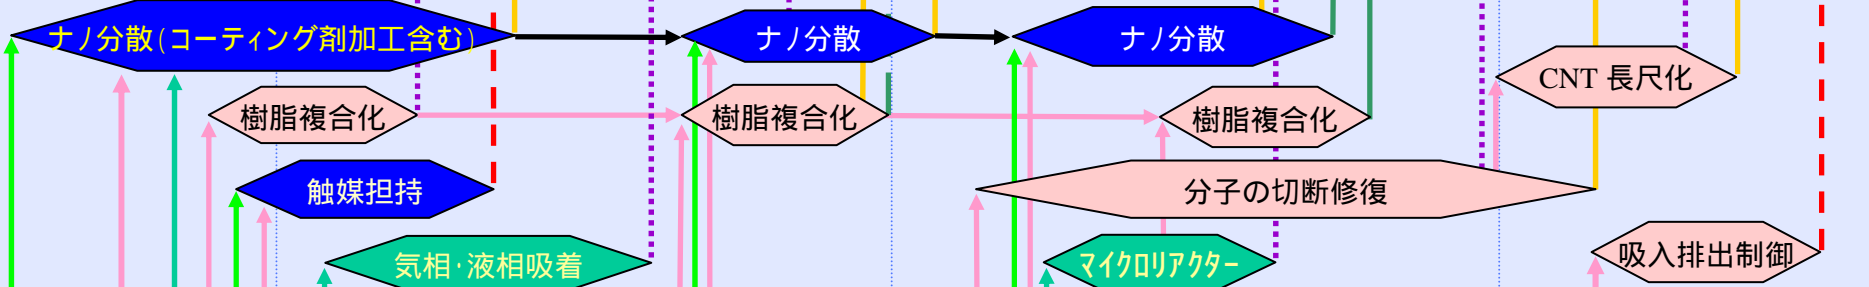 ナノ分散(コーティング剤加工含む)
ナノ分散
ナノ分散
CNT 長尺化
樹脂複合化
樹脂複合化
樹脂複合化
触媒担持
分子の切断修復
気相・液相吸着
マイクロリアクター
吸入排出制御